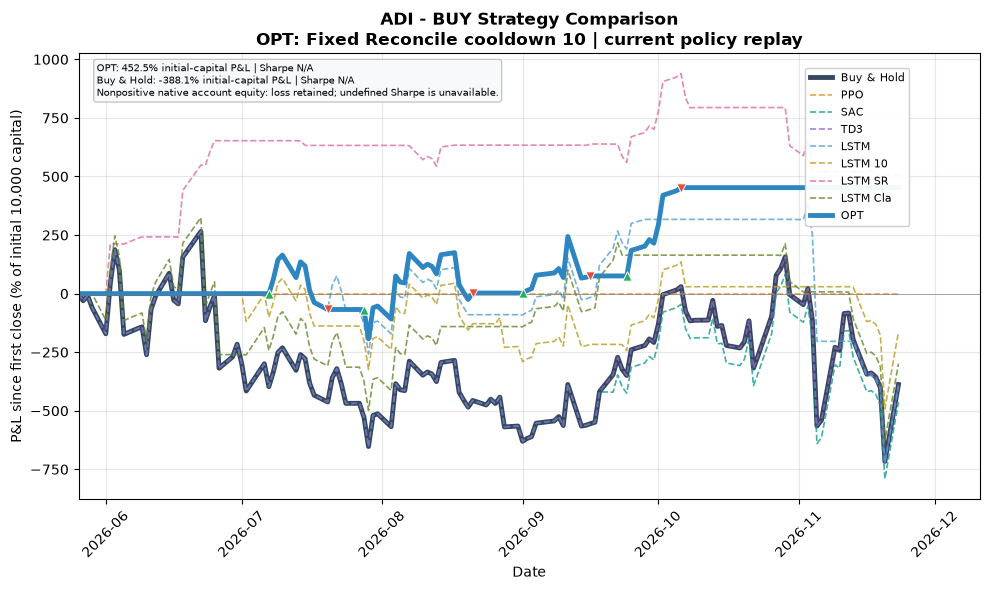 ADI - BUY Strategy Comparison
OPT: Fixed Reconcile cooldown 10 | current policy replay
OPT: 452.5% initial-capital P&L | Sharpe N/A
Buy & Hold: -388.1% initial-capital P&L | Sharpe N/A
Nonpositive native account equity: loss retained; undefined Sharpe is unavailable.
Buy & Hold
PPO
SAC
TD3
LSTM
LSTM 10
LSTM SR
LSTM Cla
OPT
P&L since first close (% of initial 10,000 capital)
1000
750
500
250
0
−250
−500
−750
2026-06
2026-07
2026-08
2026-09
2026-10
2026-11
2026-12
Date